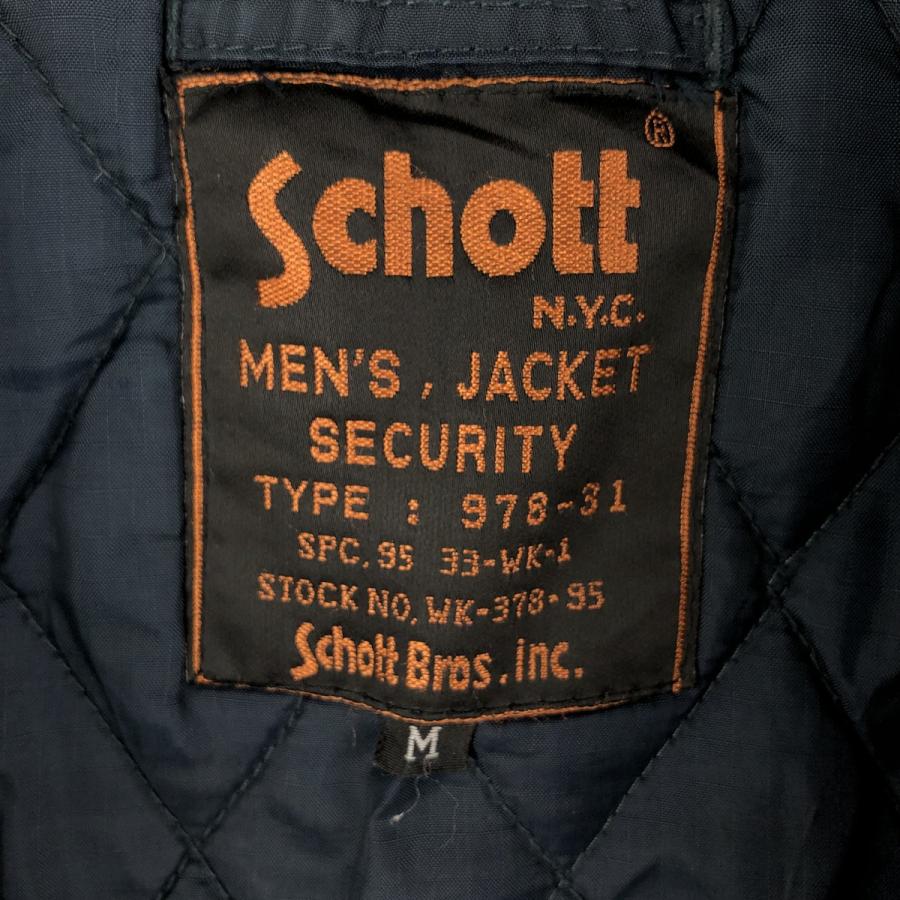 Schott ®
N.Y.C.
MEN'S, JACKET
SECURITY
TYPE : 978-31
SPC. 95 33-WK-1
STOCK NO. WK-378-95
Schott Bros. inc.
M